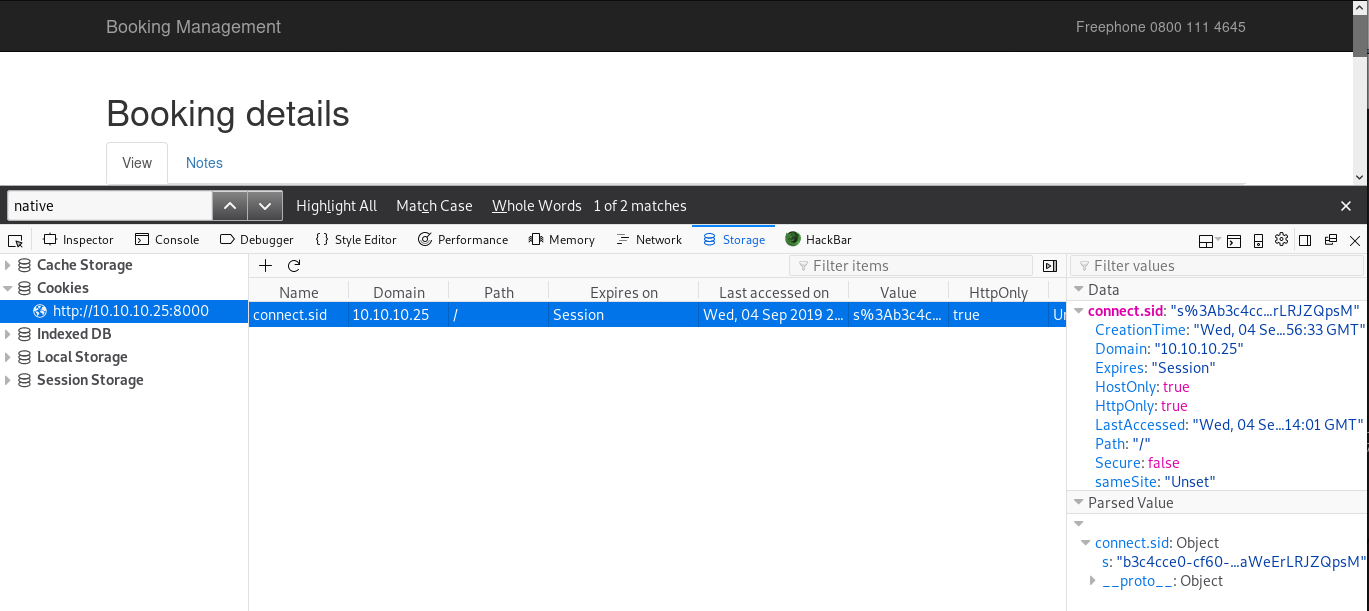 Booking Management Freephone 0800 111 4645
Booking details
View Notes
native Highlight All Match Case Whole Words 1 of 2 matches
Inspector Console Debugger {} Style Editor Performance Memory Network Storage HackBar
Cache Storage
Cookies
http://10.10.10.25:8000
Indexed DB
Local Storage
Session Storage
Filter items
Name Domain Path Expires on Last accessed on Value HttpOnly
connect.sid 10.10.10.25 / Session Wed, 04 Sep 2019 2... s%3Ab3c4c... true Un
Filter values
Data
connect.sid: "s%3Ab3c4cc...rLRJZQpsM"
CreationTime: "Wed, 04 Se...56:33 GMT"
Domain: "10.10.10.25"
Expires: "Session"
HostOnly: true
HttpOnly: true
LastAccessed: "Wed, 04 Se...14:01 GMT"
Path: "/"
Secure: false
sameSite: "Unset"
Parsed Value
connect.sid: Object
s: "b3c4cce0-cf60-...aWeErLRJZQpsM"
__proto__: Object